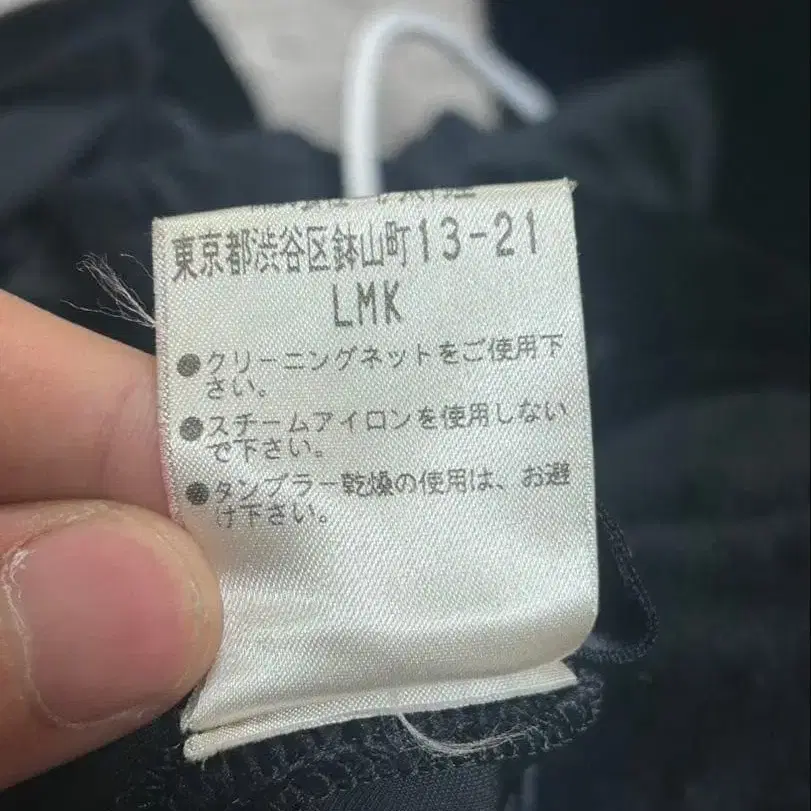 東京都渋谷区鉢山町13-21
LMK
●クリーニングネットをご使用下
さい。
●スチームアイロンを使用しない
で下さい。
●タンブラー乾燥の使用は、お避
け下さい。